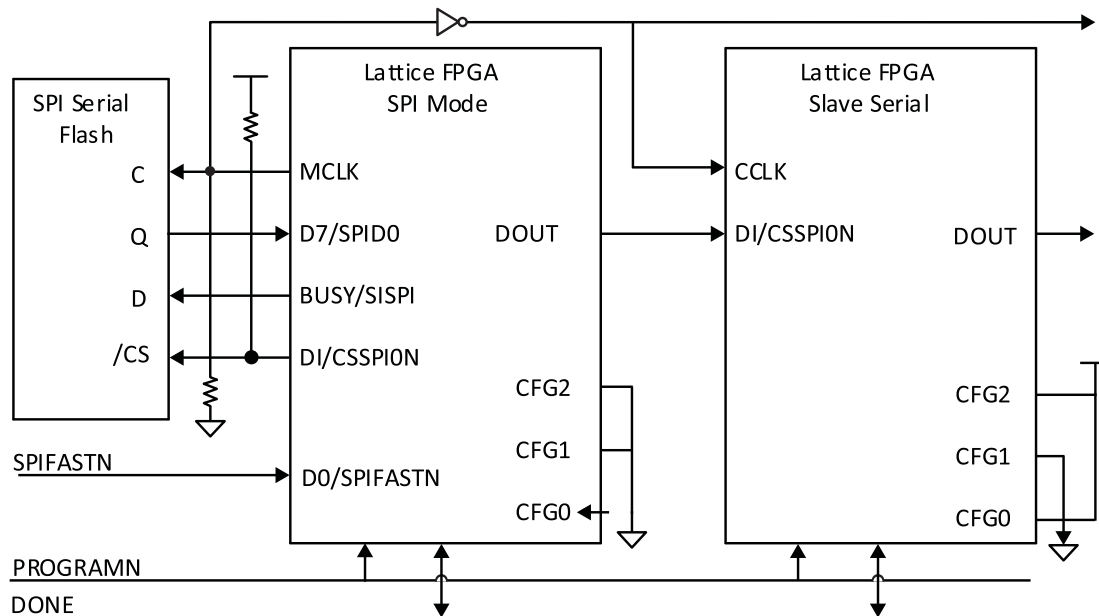 SPI Serial
Flash
C
Q
D
/CS
Lattice FPGA
SPI Mode
MCLK
D7/SPID0
BUSY/SISPI
DI/CSSPI0N
D0/SPIFASTN
DOUT
CFG2
CFG1
CFG0
Lattice FPGA
Slave Serial
CCLK
DI/CSSPI0N
DOUT
CFG2
CFG1
CFG0
SPIFASTN
PROGRAMN
DONE